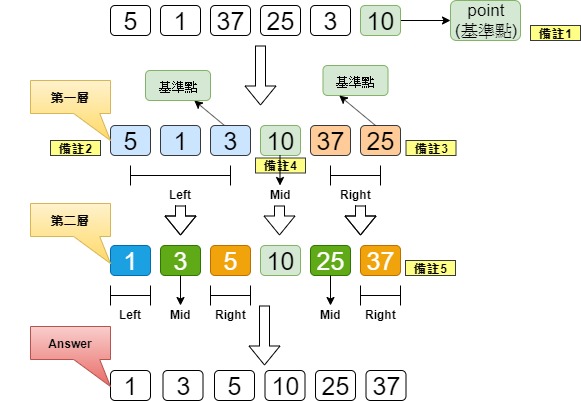 5 1 37 25 3 10
point
(基準點)
備註1
基準點
基準點
第一層
備註2
5 1 3 10 37 25
備註3
備註4
Left
Mid
Right
第二層
1 3 5 10 25 37
備註5
Left
Mid
Right
Mid
Right
Answer
1 3 5 10 25 37